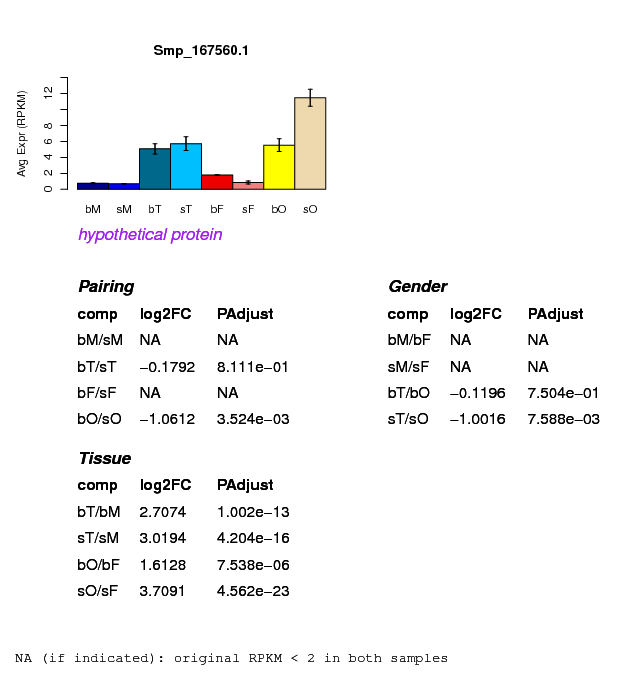 Smp_167560.1
Avg Expr (RPKM)
12
8
6
4
2
0
bM sM bT sT bF sF bO sO
hypothetical protein
Pairing
comp log2FC PAdjust
bM/sM NA NA
bT/sT −0.1792 8.111e−01
bF/sF NA NA
bO/sO −1.0612 3.524e−03
Gender
comp log2FC PAdjust
bM/bF NA NA
sM/sF NA NA
bT/bO −0.1196 7.504e−01
sT/sO −1.0016 7.588e−03
Tissue
comp log2FC PAdjust
bT/bM 2.7074 1.002e−13
sT/sM 3.0194 4.204e−16
bO/bF 1.6128 7.538e−06
sO/sF 3.7091 4.562e−23
NA (if indicated): original RPKM < 2 in both samples